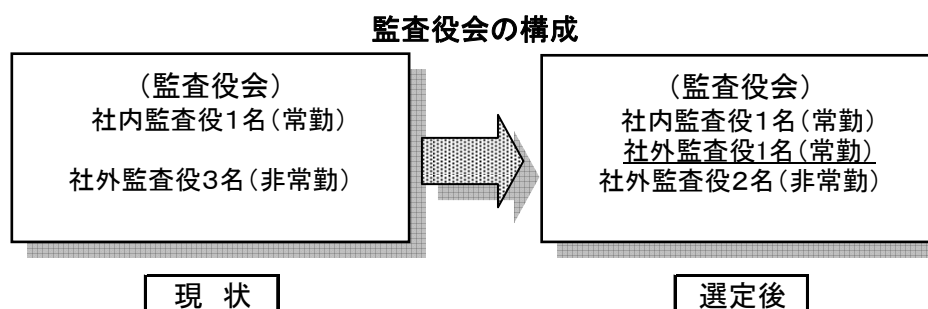 監査役会の構成
(監査役会)
社内監査役1名(常勤)
社外監査役3名(非常勤)
現 状
(監査役会)
社内監査役1名(常勤)
社外監査役1名(常勤)
社外監査役2名(非常勤)
選定後